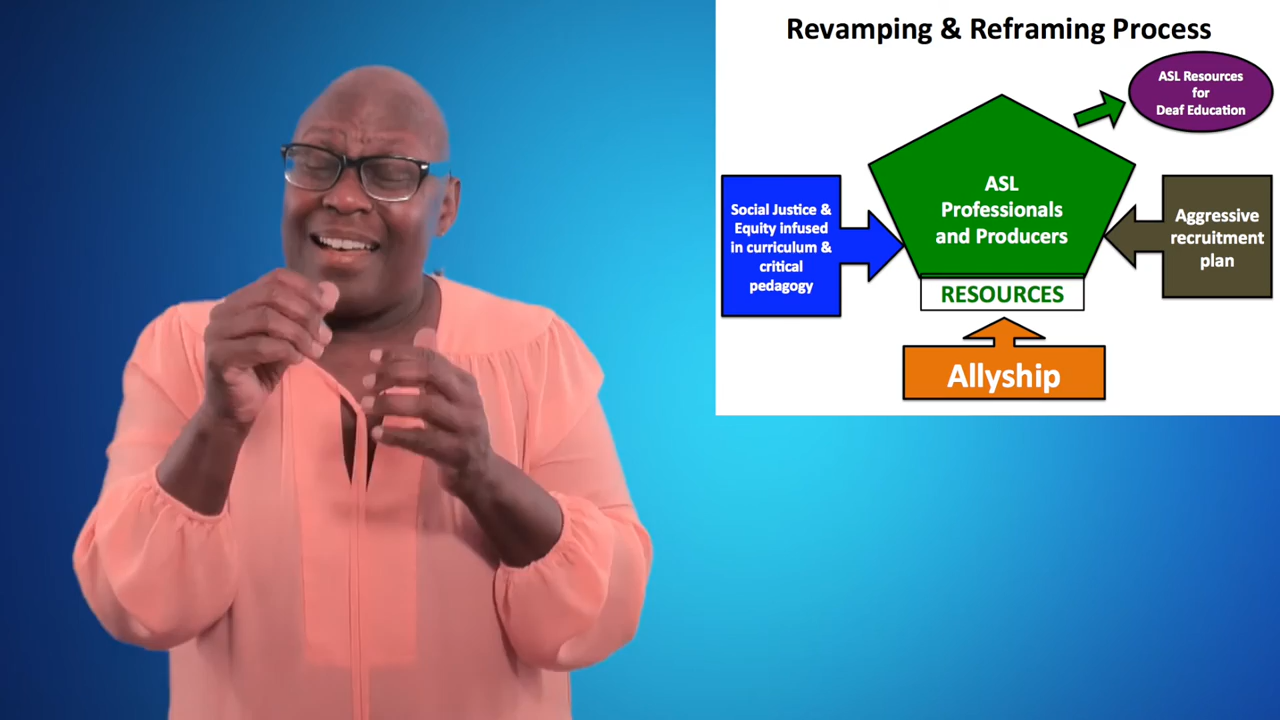 Revamping & Reframing Process
ASL Resources
for
Deaf Education
ASL
Professionals
and Producers
Social Justice &
Equity infused
in curriculum &
critical
pedagogy
Aggressive
recruitment
plan
RESOURCES
Allyship